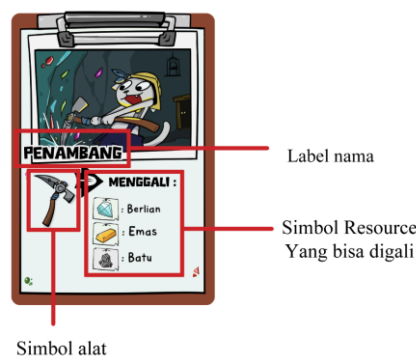 PENAMBANG
Label nama
MENGGALI :
: Berlian
: Emas
: Batu
Simbol Resource
Yang bisa digali
Simbol alat